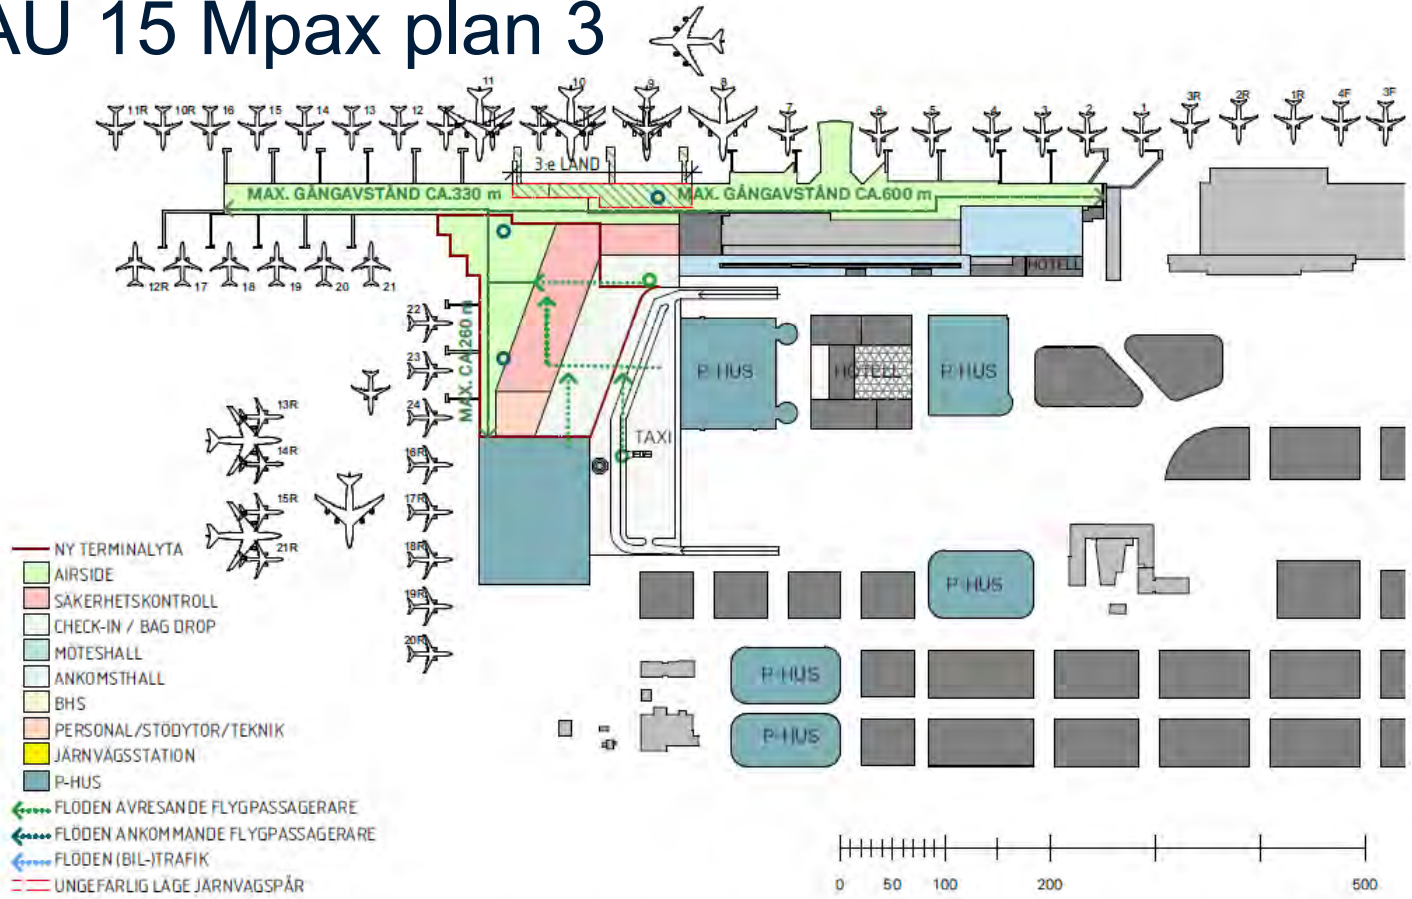 AU 15 Mpax plan 3
11R 10R 16 15 14 13 12 11 10 9 8 7 6 5 4 3 2 1 3R 2R 1R 4F 3F
3:e LAND
MAX. GÅNGAVSTÅND CA.330 m
MAX. GÅNGAVSTÅND CA.600 m
HOTELL
12R 17 18 19 20 21
MAX. CA.260 m
22
23
24
16R
17R
18R
19R
20R
13R
14R
15R
21R
P-HUS
HOTELL
P-HUS
TAXI
P-HUS
P-HUS
P-HUS
NY TERMINALYTA
AIRSIDE
SÄKERHETSKONTROLL
CHECK-IN / BAG DROP
MÖTESHALL
ANKOMSTHALL
BHS
PERSONAL/STÖDYTOR/TEKNIK
JÄRNVÄGSSTATION
P-HUS
FLÖDEN AVRESANDE FLYGPASSAGERARE
FLÖDEN ANKOMMANDE FLYGPASSAGERARE
FLÖDEN (BIL-)TRAFIK
UNGEFÄRLIG LÄGE JÄRNVÄGSPÅR
0 50 100 200 500